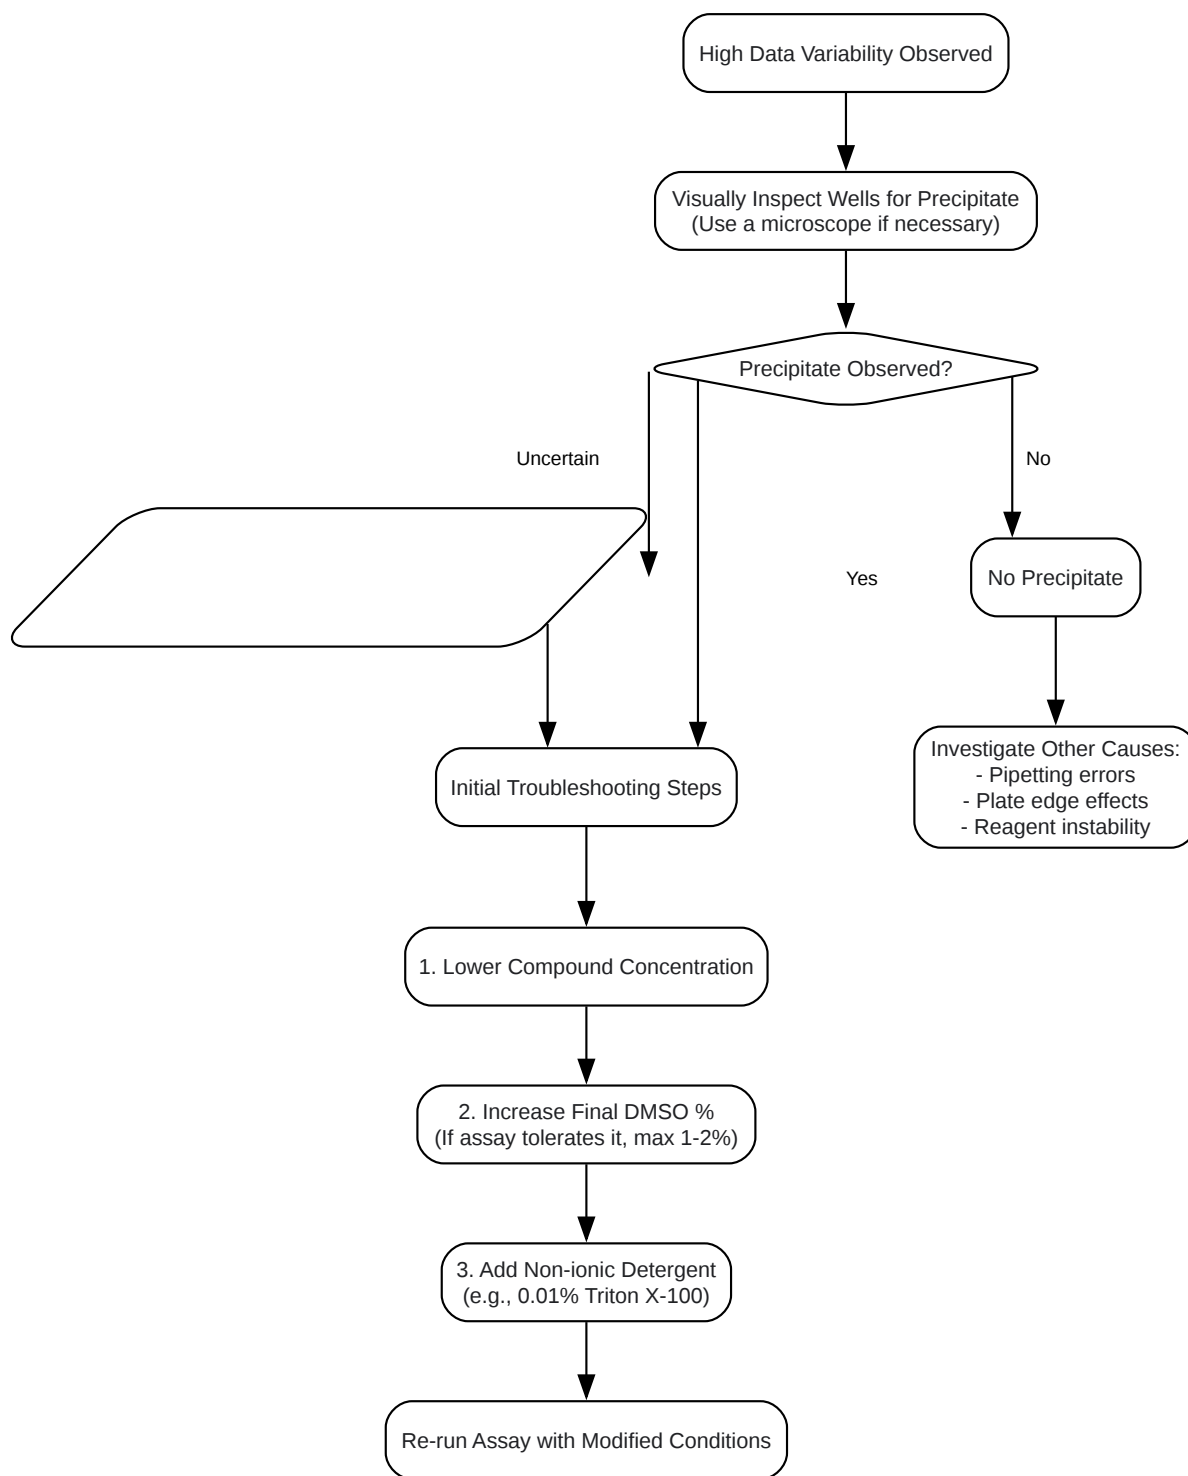 High Data Variability Observed
Visually Inspect Wells for Precipitate
(Use a microscope if necessary)
Precipitate Observed?
Uncertain
No
Yes
No Precipitate
Investigate Other Causes:
- Pipetting errors
- Plate edge effects
- Reagent instability
Initial Troubleshooting Steps
1. Lower Compound Concentration
2. Increase Final DMSO %
(If assay tolerates it, max 1-2%)
3. Add Non-ionic Detergent
(e.g., 0.01% Triton X-100)
Re-run Assay with Modified Conditions